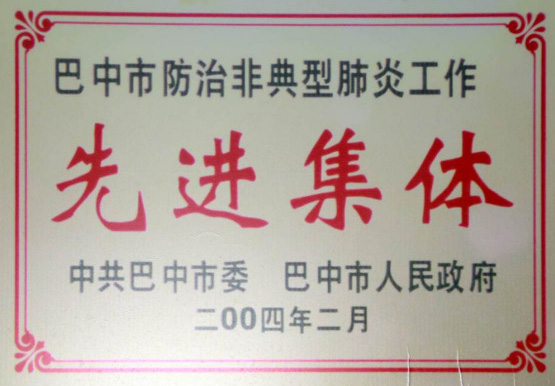 巴中市防治非典型肺炎工作
先进集体
中共巴中市委　巴中市人民政府
二00四年二月